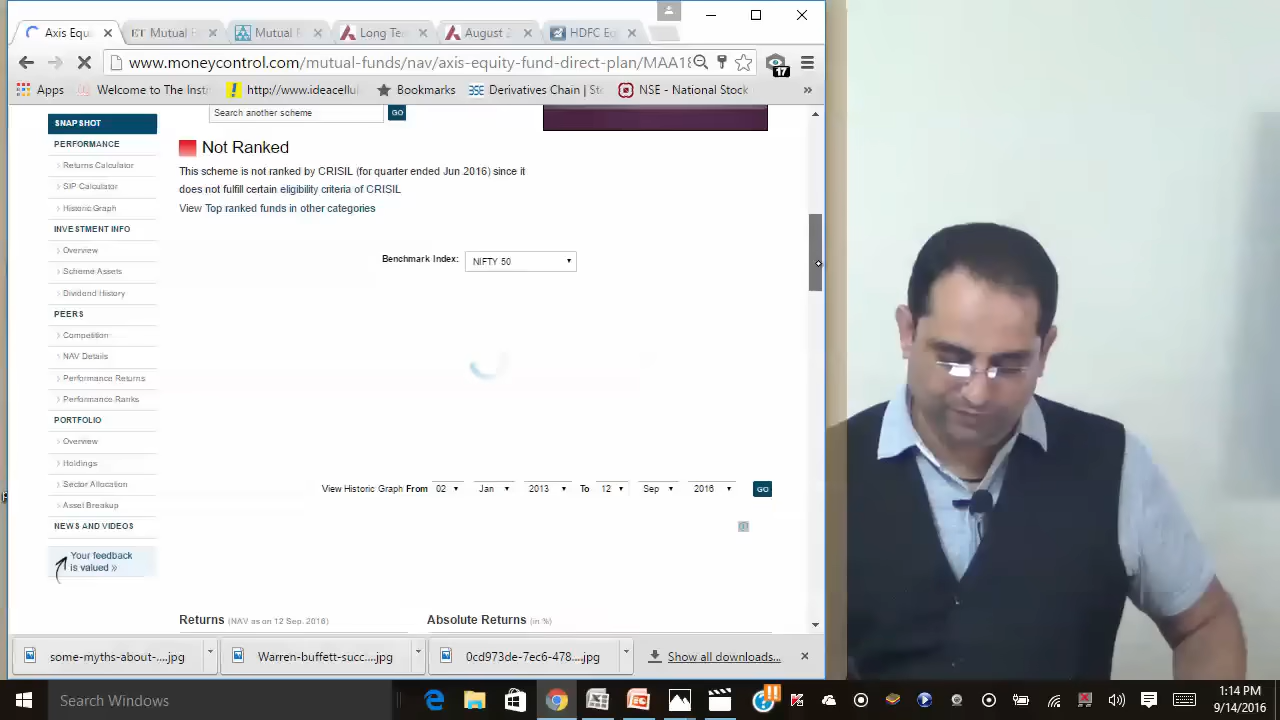 Axis Equ
ET Mutual F
Mutual F
Long Te
August 2
HDFC Eq
www.moneycontrol.com/mutual-funds/nav/axis-equity-fund-direct-plan/MAA18
17
Apps
Welcome to The Inst
http://www.ideacellul
Bookmarks
Derivatives Chain | St
NSE - National Stock
»
Search another scheme
GO
SNAPSHOT
PERFORMANCE
Returns Calculator
SIP Calculator
Historic Graph
INVESTMENT INFO
Overview
Scheme Assets
Dividend History
PEERS
Competition
NAV Details
Performance Returns
Performance Ranks
PORTFOLIO
Overview
Holdings
Sector Allocation
Asset Breakup
NEWS AND VIDEOS
Your feedback
is valued »
Not Ranked
This scheme is not ranked by CRISIL (for quarter ended Jun 2016) since it
does not fulfill certain eligibility criteria of CRISIL
View Top ranked funds in other categories
Benchmark Index: NIFTY 50
View Historic Graph From 02 Jan 2013 To 12 Sep 2016 GO
Returns (NAV as on 12 Sep, 2016)
Absolute Returns (in %)
some-myths-about-....jpg
Warren-buffett-succ....jpg
0cd973de-7ec6-478....jpg
Show all downloads...
Search Windows
1:14 PM
9/14/2016